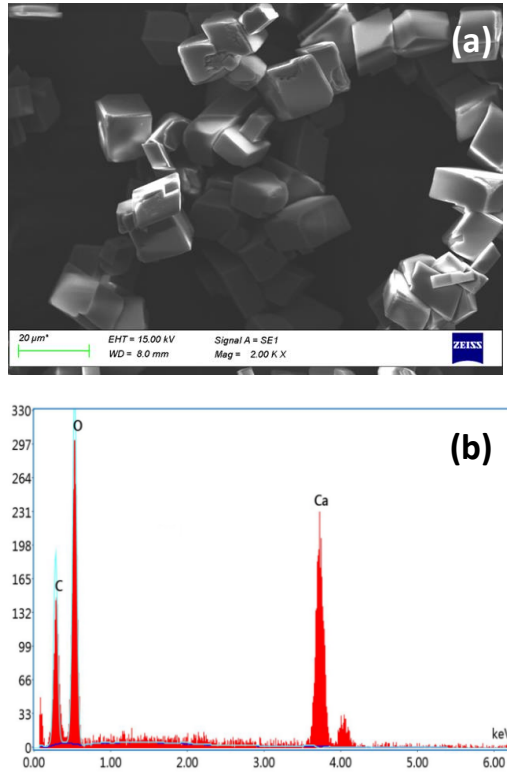 (a)
20 µm*
EHT = 15.00 kV Signal A = SE1
WD = 8.0 mm Mag = 2.00 K X
ZEISS
(b)
330
297
264
231
198
165
132
99
66
33
0
O
C
Ca
0.00 1.00 2.00 3.00 4.00 5.00 6.00